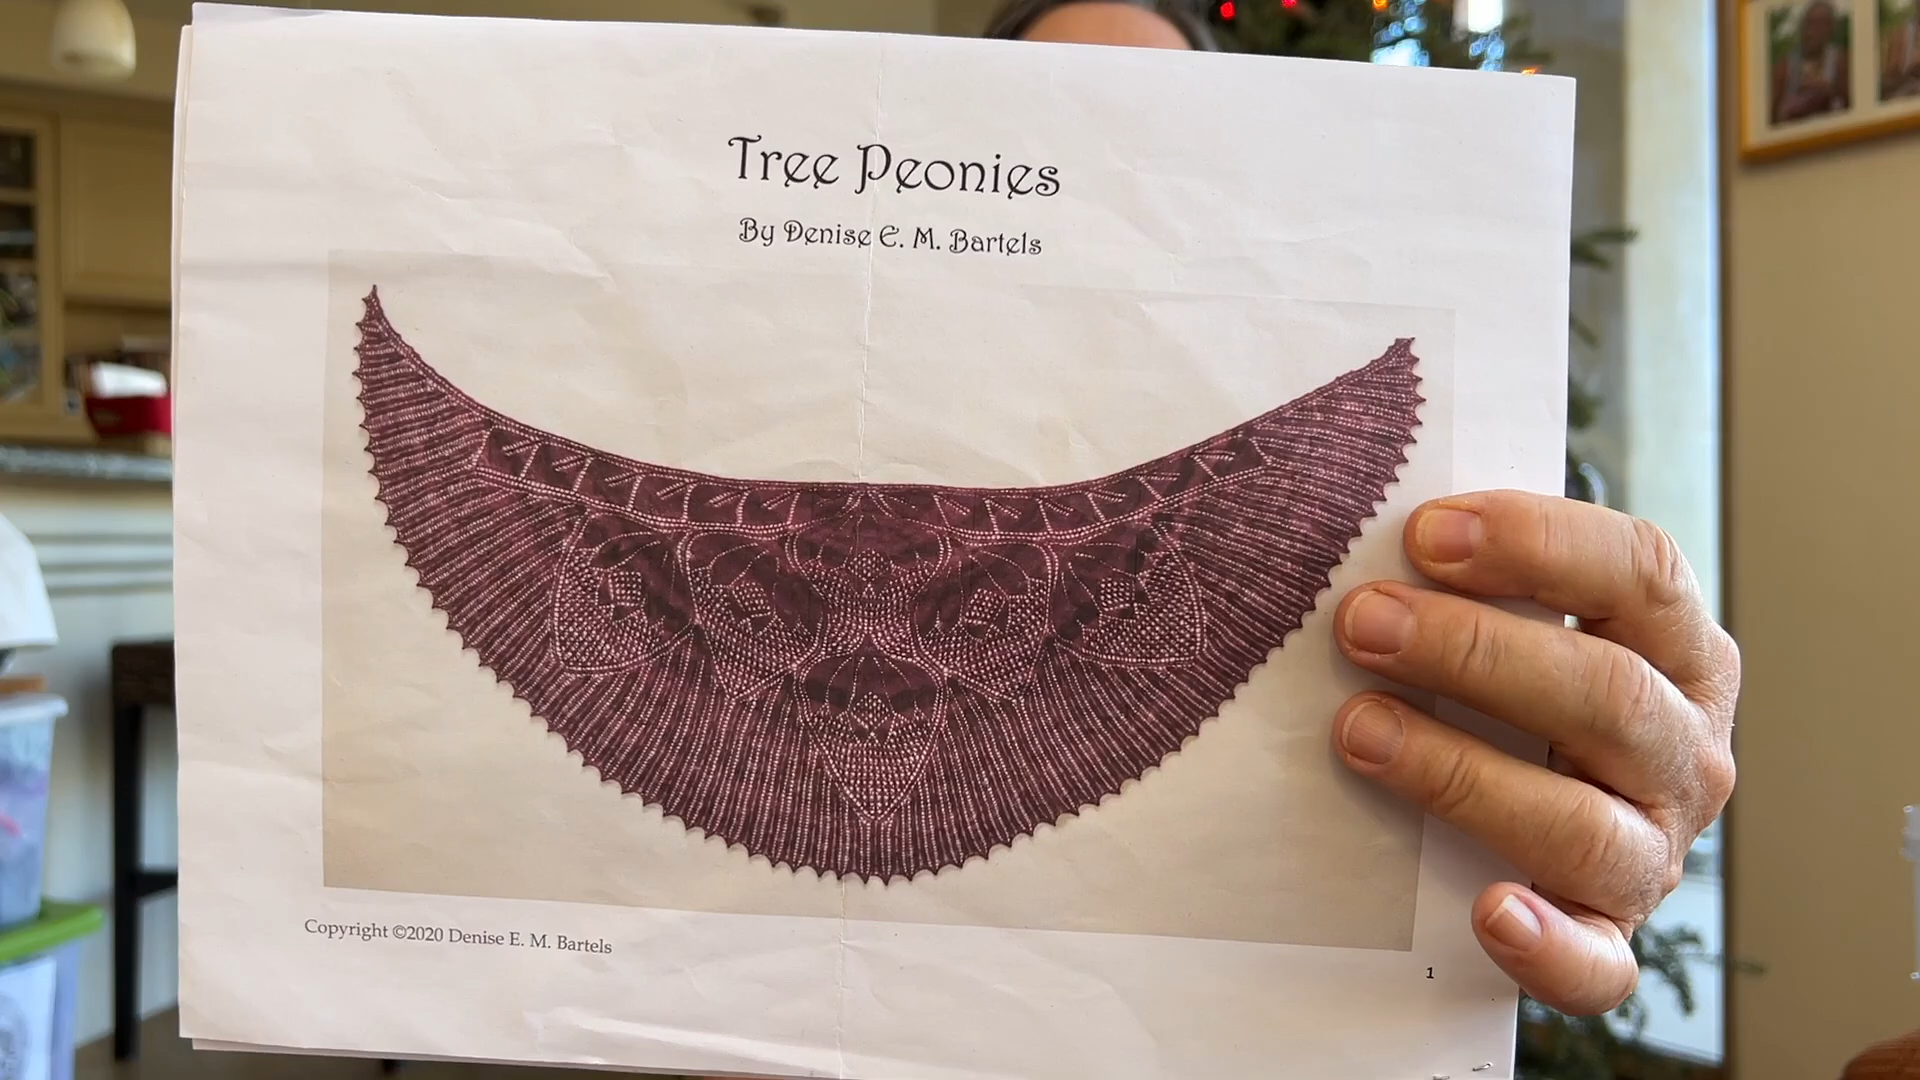 Tree Peonies
By Denise E. M. Bartels
Copyright ©2020 Denise E. M. Bartels
1